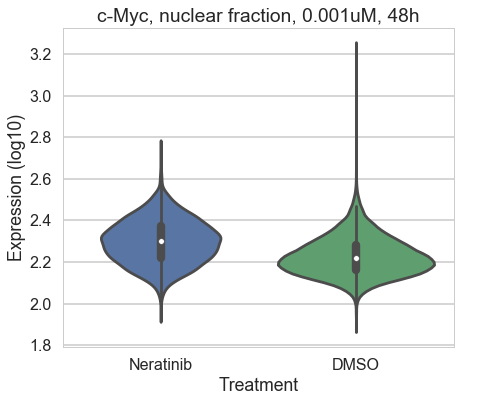 c-Myc, nuclear fraction, 0.001uM, 48h
Expression (log10)
3.2
3.0
2.8
2.6
2.4
2.2
2.0
1.8
Neratinib DMSO
Treatment